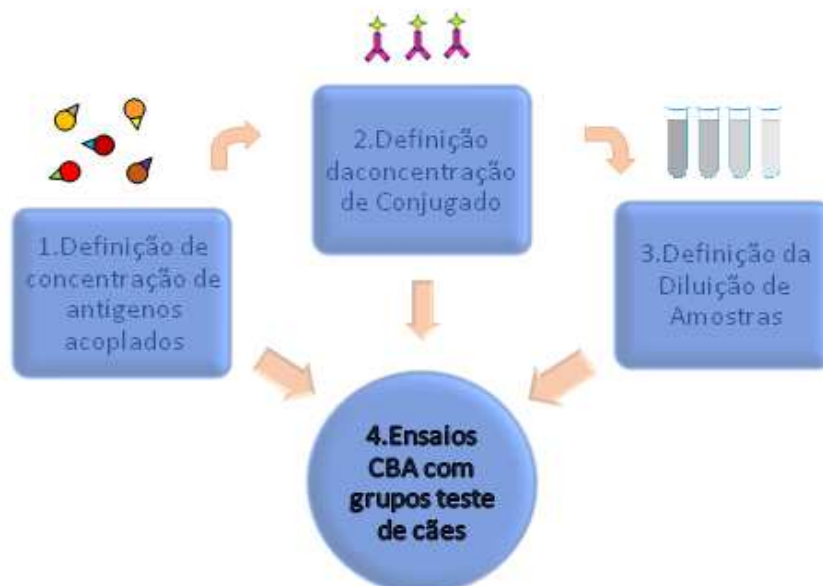 1.Definição de
concentração de
antígenos
acoplados
2.Definição
daconcentração
de Conjugado
3.Definição da
Diluição de
Amostras
4.Ensaios
CBA com
grupos teste
de cães